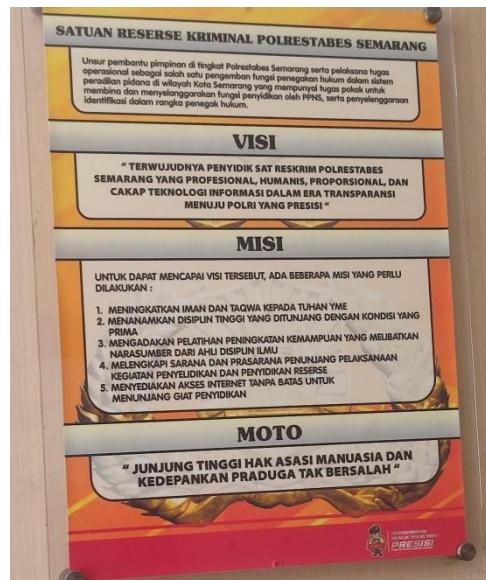 SATUAN RESERSE KRIMINAL POLRESTABES SEMARANG
Unsur pembantu pimpinan di tingkat Polrestabes Semarang serta pelaksana tugas
operasional sebagai salah satu pengemban fungsi penegakan hukum dalam sistem
peradilan pidana di wilayah Kota Semarang yang mempunyai tugas pokok untuk
membina dan menyelanggarakan fungsi penyidikan oleh PPNS, serta penyelenggaraan
identifikasi dalam rangka penegak hukum.
VISI
“ TERWUJUDNYA PENYIDIK SAT RESKRIM POLRESTABES
SEMARANG YANG PROFESIONAL, HUMANIS, PROPORSIONAL, DAN
CAKAP TEKNOLOGI INFORMASI DALAM ERA TRANSPARANSI
MENUJU POLRI YANG PRESISI “
MISI
UNTUK DAPAT MENCAPAI VISI TERSEBUT, ADA BEBERAPA MISI YANG PERLU
DILAKUKAN :
1. MENINGKATKAN IMAN DAN TAQWA KEPADA TUHAN YME
2. MENANAMKAN DISIPLIN TINGGI YANG DITUNJANG DENGAN KONDISI YANG
PRIMA
3. MENGADAKAN PELATIHAN PENINGKATAN KEMAMPUAN YANG MELIBATKAN
NARASUMBER DARI AHLI DISIPLIN ILMU
4. MELENGKAPI SARANA DAN PRASARANA PENUNJANG PELAKSANAAN
KEGIATAN PENYELIDIKAN DAN PENYIDIKAN RESERSE
5. MENYEDIAKAN AKSES INTERNET TANPA BATAS UNTUK
MENUNJANG GIAT PENYIDIKAN
MOTO
“ JUNJUNG TINGGI HAK ASASI MANUASIA DAN
KEDEPANKAN PRADUGA TAK BERSALAH “
MENUJU POLRI YANG
PRESISI